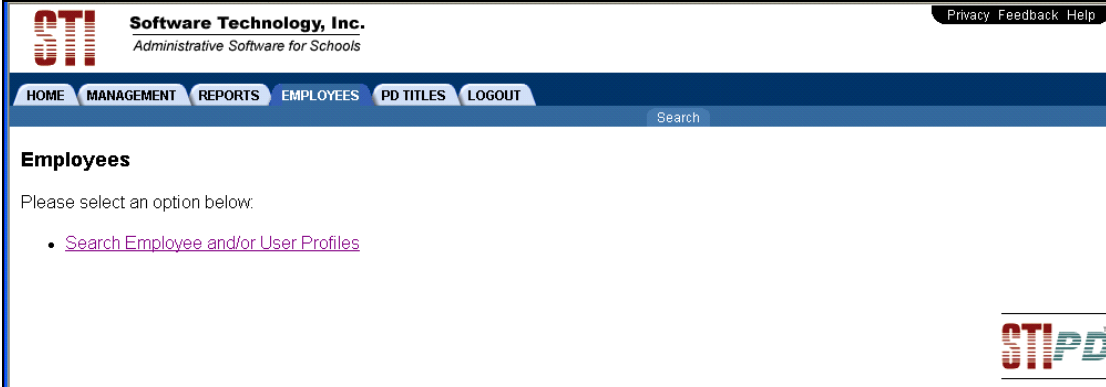 STI
Software Technology, Inc.
Administrative Software for Schools
Privacy Feedback Help
HOME MANAGEMENT REPORTS EMPLOYEES PD TITLES LOGOUT
Search
Employees
Please select an option below:
• Search Employee and/or User Profiles
STIPD